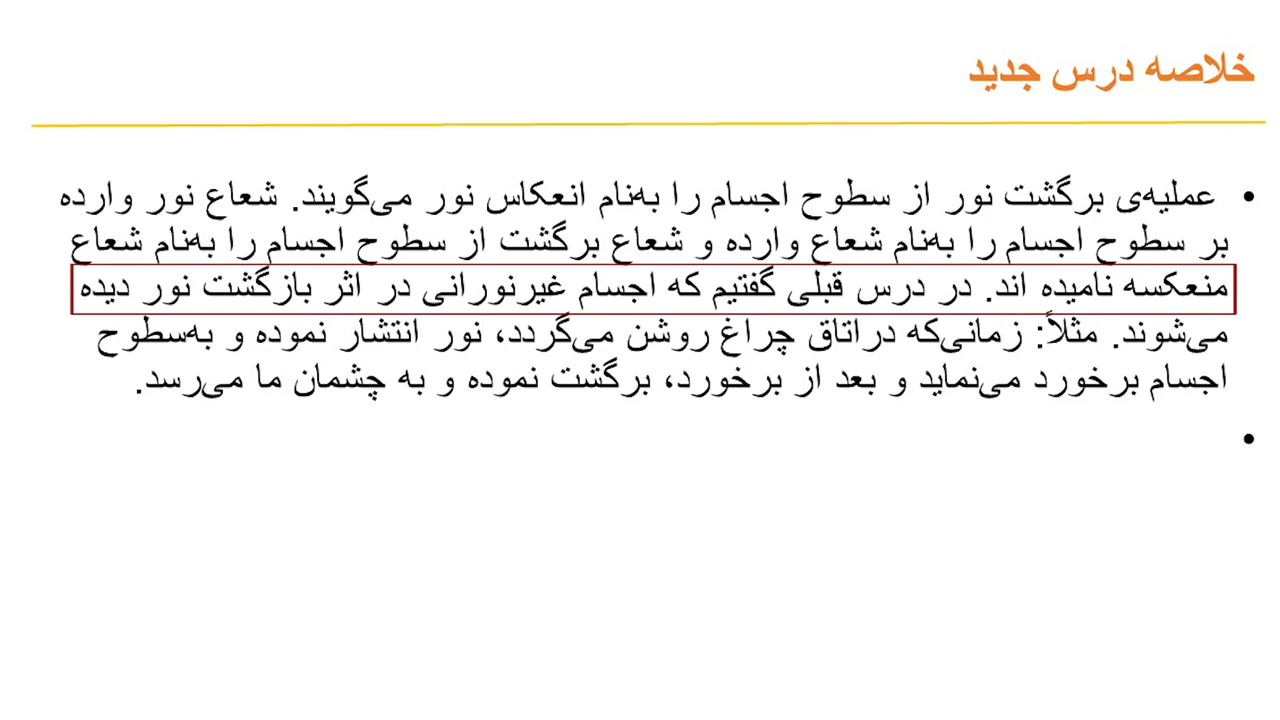 خلاصه درس جدید
• عملیه‌ی برگشت نور از سطوح اجسام را به‌نام انعکاس نور می‌گویند. شعاع نور وارده
بر سطوح اجسام را به‌نام شعاع وارده و شعاع برگشت از سطوح اجسام را به‌نام شعاع
منعکسه نامیده اند. در درس قبلی گفتیم که اجسام غیرنورانی در اثر بازگشت نور دیده
می‌شوند. مثلاً: زمانی‌که دراتاق چراغ روشن می‌گردد، نور انتشار نموده و به‌سطوح
اجسام برخورد می‌نماید و بعد از برخورد، برگشت نموده و به چشمان ما می‌رسد.
•